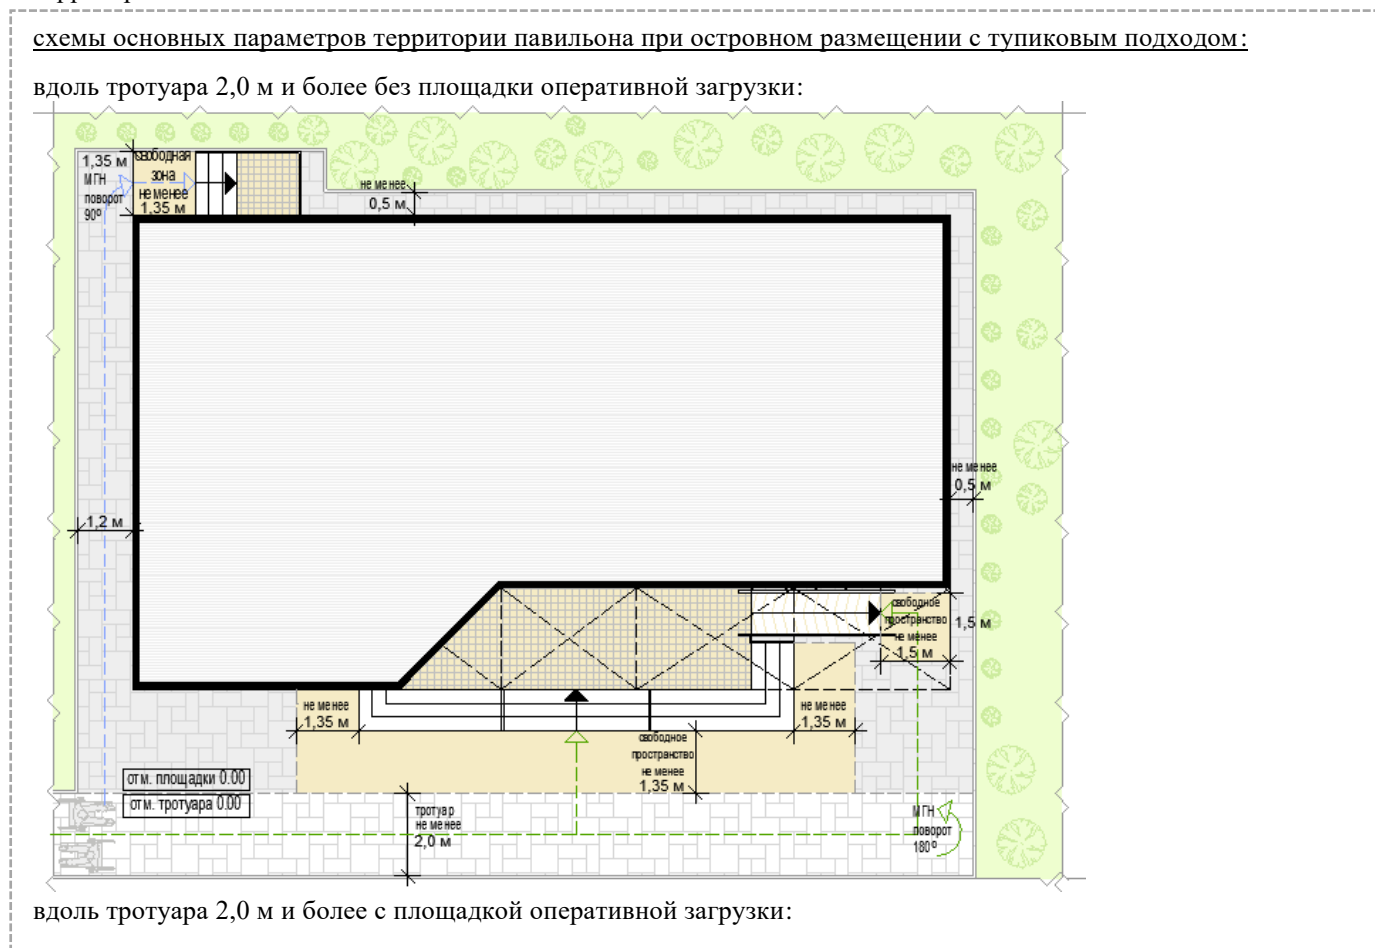 схемы основных параметров территории павильона при островном размещении с тупиковым подходом:
вдоль тротуара 2,0 м и более без площадки оперативной загрузки:
1,35 м
МГН
поворот
90º
свободная
зона
не менее
1,35 м
не менее
0,5 м
не менее
0,5 м
1,2 м
свободное
пространство
не менее
1,5 м
1,5 м
не менее
1,35 м
не менее
1,35 м
свободное
пространство
не менее
1,35 м
отм. площадки 0.00
отм. тротуара 0.00
тротуар
не менее
2,0 м
МГН
поворот
180º
вдоль тротуара 2,0 м и более с площадкой оперативной загрузки: